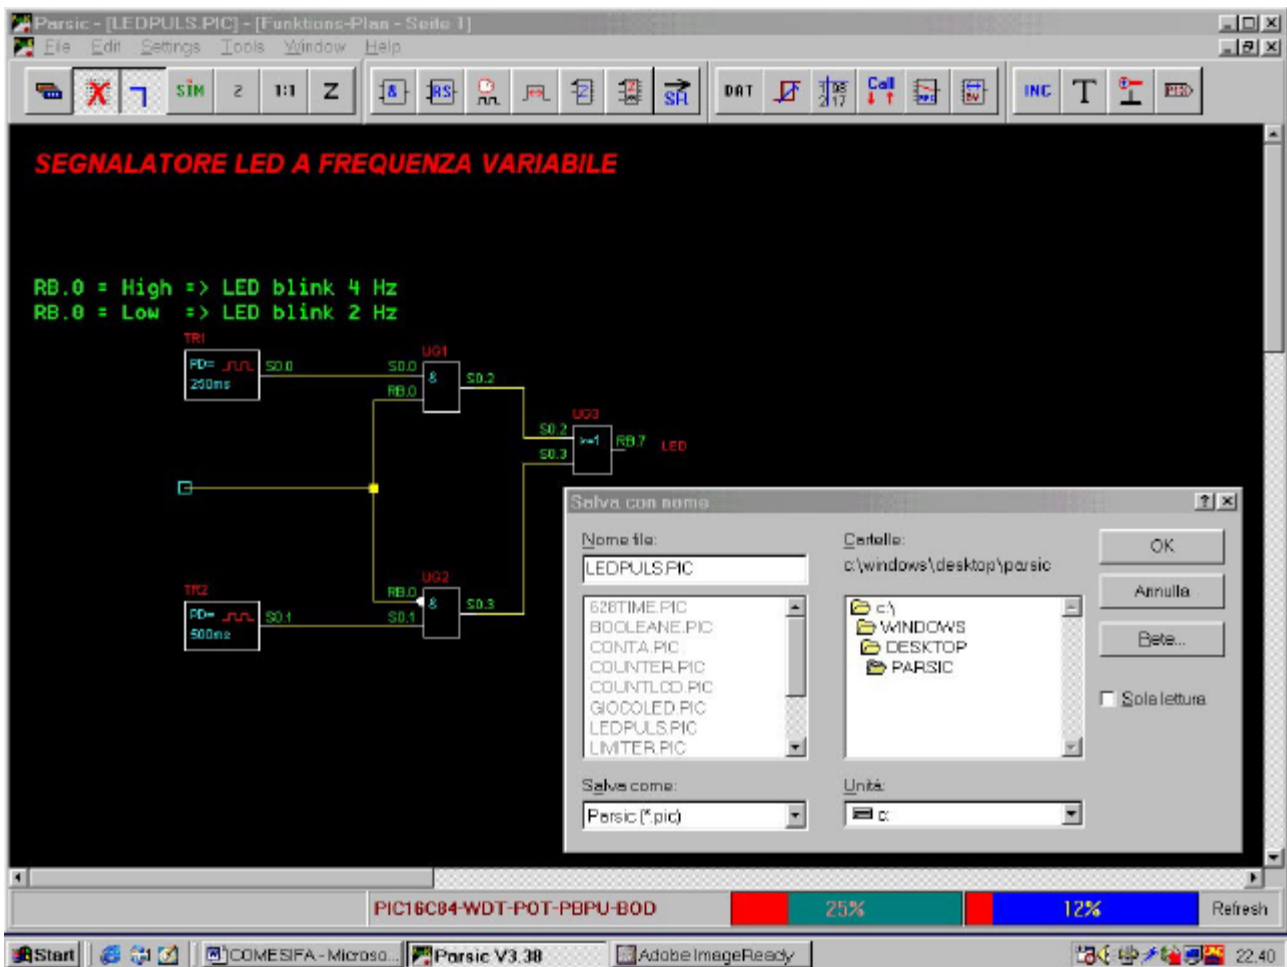 Parsic - [LEDPULS.PIC] - [Funktions-Plan - Seite 1]
File Edit Settings Tools Window Help
SIM 2 1:1 Z & RS DAT Call INC T
SEGNALATORE LED A FREQUENZA VARIABILE
RB.0 = High => LED blink 4 Hz
RB.0 = Low => LED blink 2 Hz
TR1
PD=
250ms
S0.0
S0.0
RB.0
UG1
&
S0.2
S0.2
S0.3
UG3
>=1
RB.7
LED
TR2
PD=
500ms
S0.1
RB.0
S0.1
UG2
&
S0.3
Salva con nome
Nome file:
LEDPULS.PIC
628TIME.PIC
BOOLEANE.PIC
CONTA.PIC
COUNTER.PIC
COUNTLCD.PIC
GIOCOLED.PIC
LEDPULS.PIC
LIMITER.PIC
Salva come:
Parsic (*.pic)
Cartelle:
c:\windows\desktop\parsic
c:\
WINDOWS
DESKTOP
PARSIC
Unità:
c:
OK
Annulla
Rete...
Sola lettura
PIC16C84-WDT-POT-PBPU-BOD
25%
12%
Refresh
Start
COMESIFA - Microso...
Parsic V3.38
Adobe ImageReady
22.40